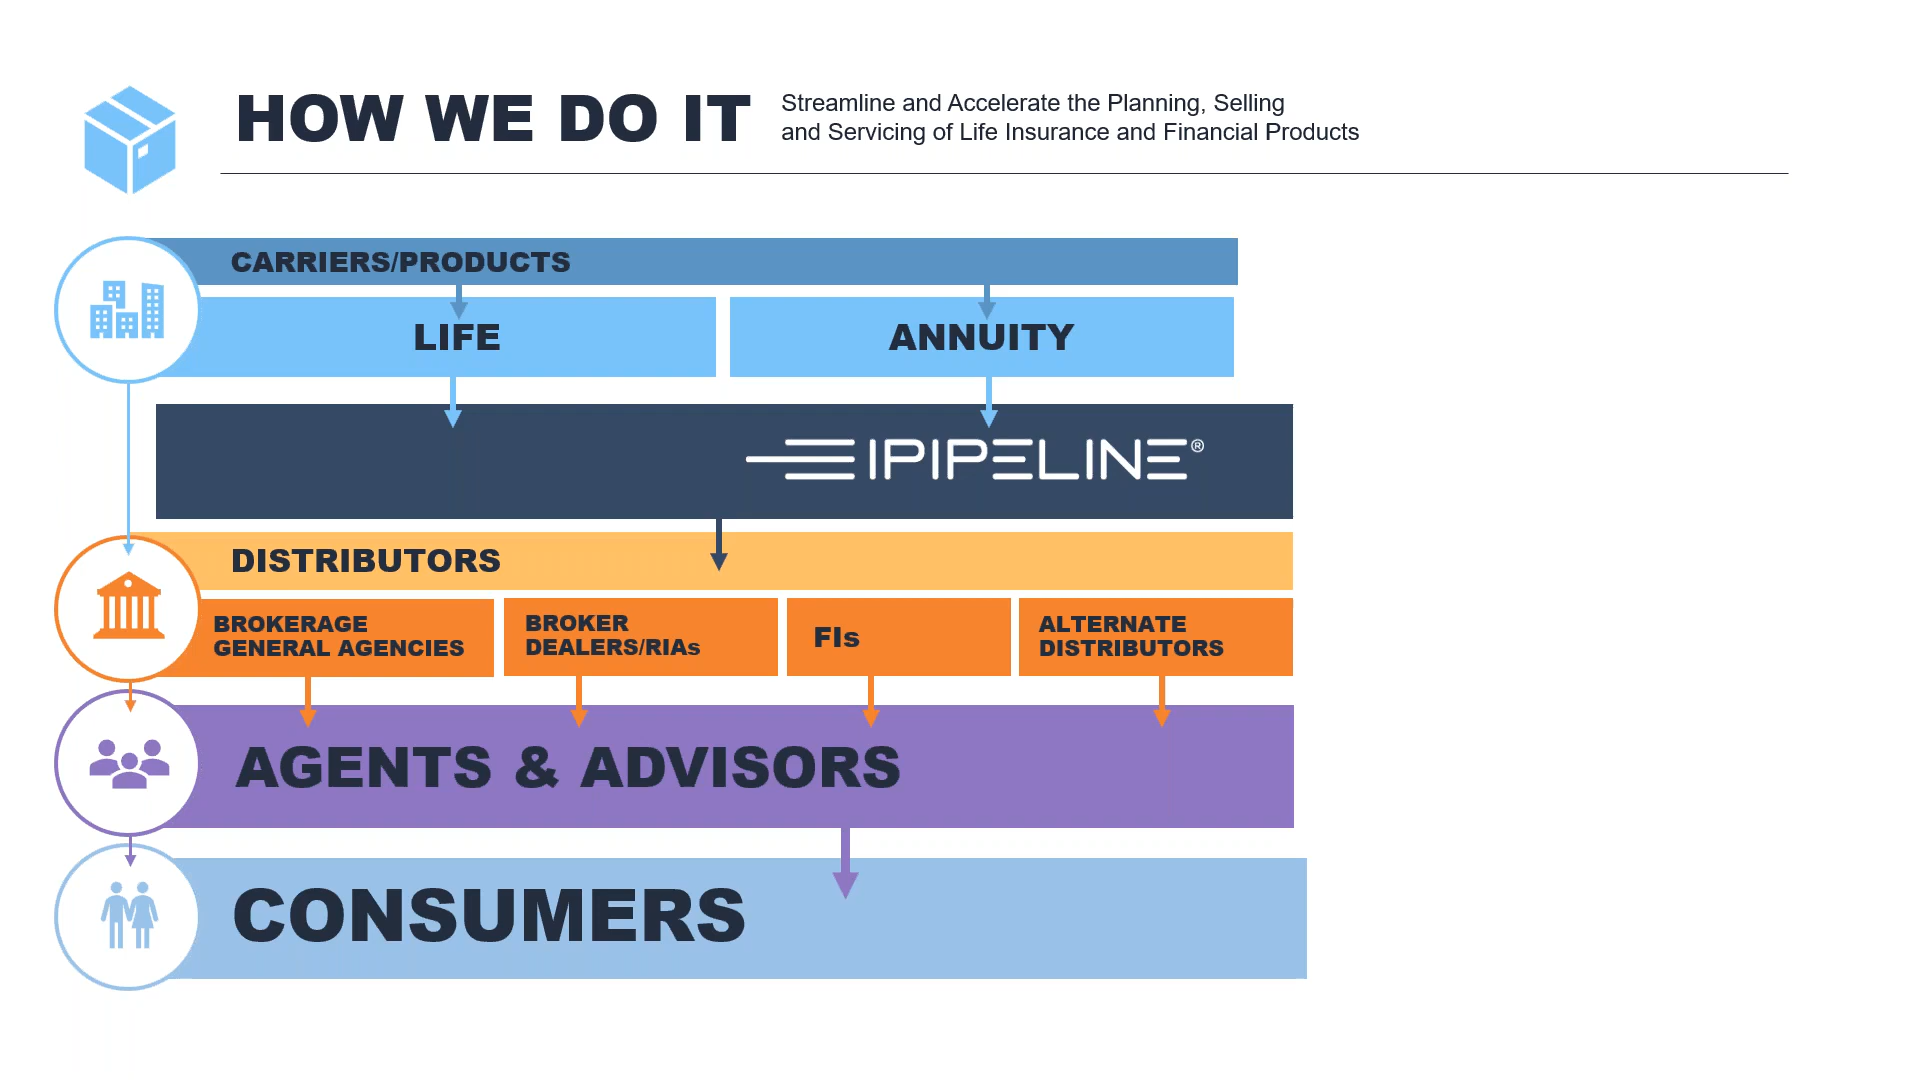 HOW WE DO IT
Streamline and Accelerate the Planning, Selling
and Servicing of Life Insurance and Financial Products
CARRIERS/PRODUCTS
LIFE
ANNUITY
IPIPELINE®
DISTRIBUTORS
BROKERAGE
GENERAL AGENCIES
BROKER
DEALERS/RIAs
FIs
ALTERNATE
DISTRIBUTORS
AGENTS & ADVISORS
CONSUMERS